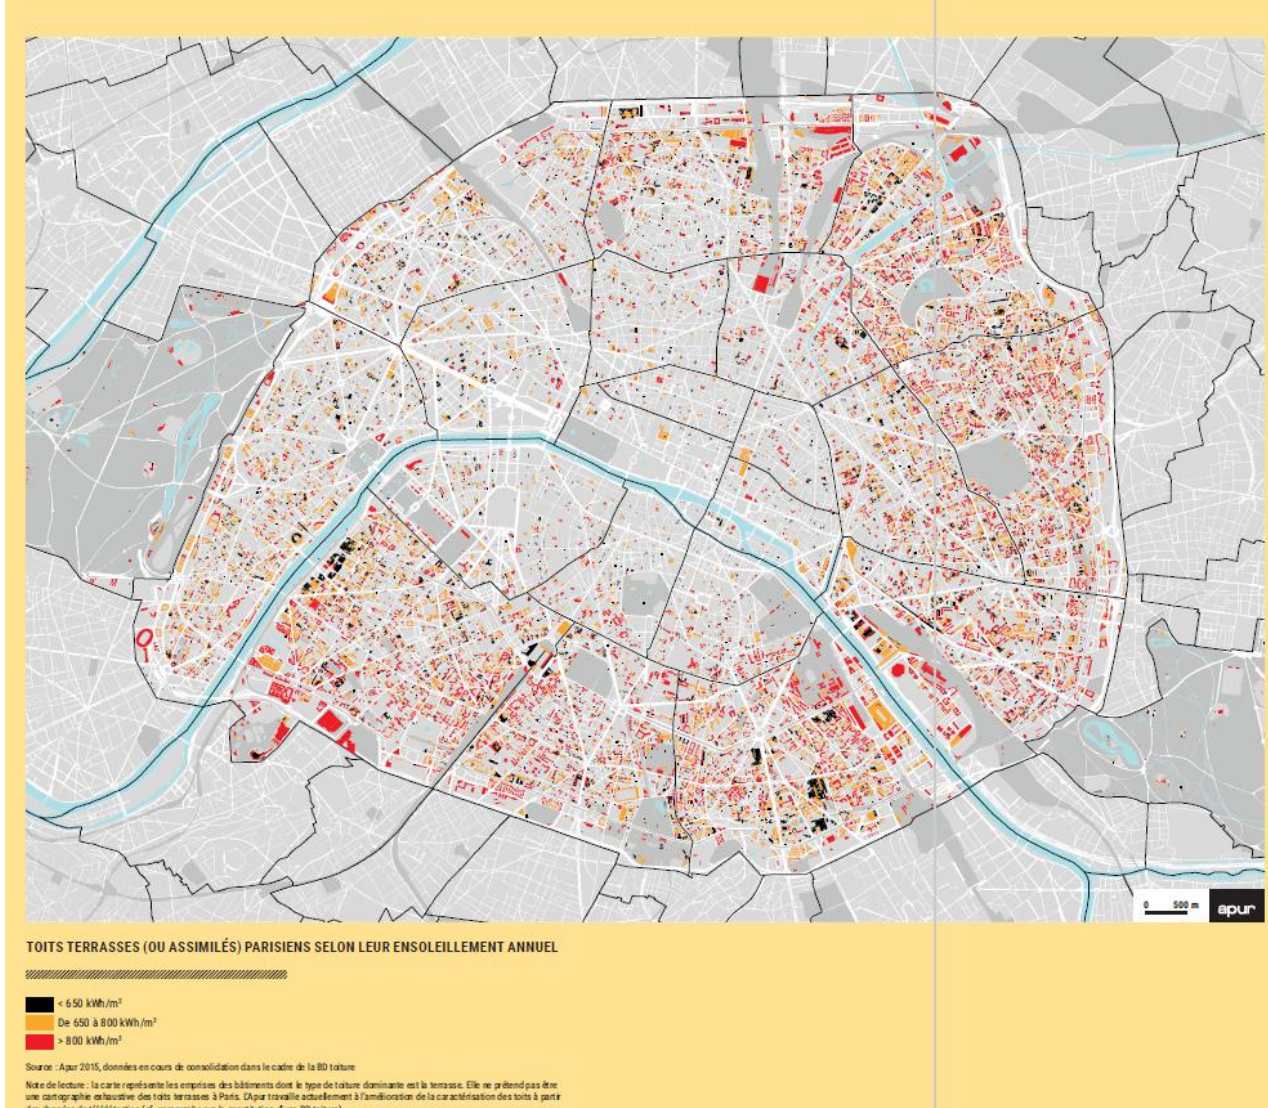 0 500 m
apur
TOITS TERRASSES (OU ASSIMILÉS) PARISIENS SELON LEUR ENSOLEILLEMENT ANNUEL
< 650 kWh/m²
De 650 à 800 kWh/m²
> 800 kWh/m²
Source : Apur 2015, données en cours de consolidation dans le cadre de la BD toiture
Note de lecture : la carte représente les emprises des bâtiments dont le type de toiture dominante est la terrasse. Elle ne prétend pas être
une cartographie exhaustive des toits terrasses à Paris. L'Apur travaille actuellement à l'amélioration de la caractérisation des toits à partir